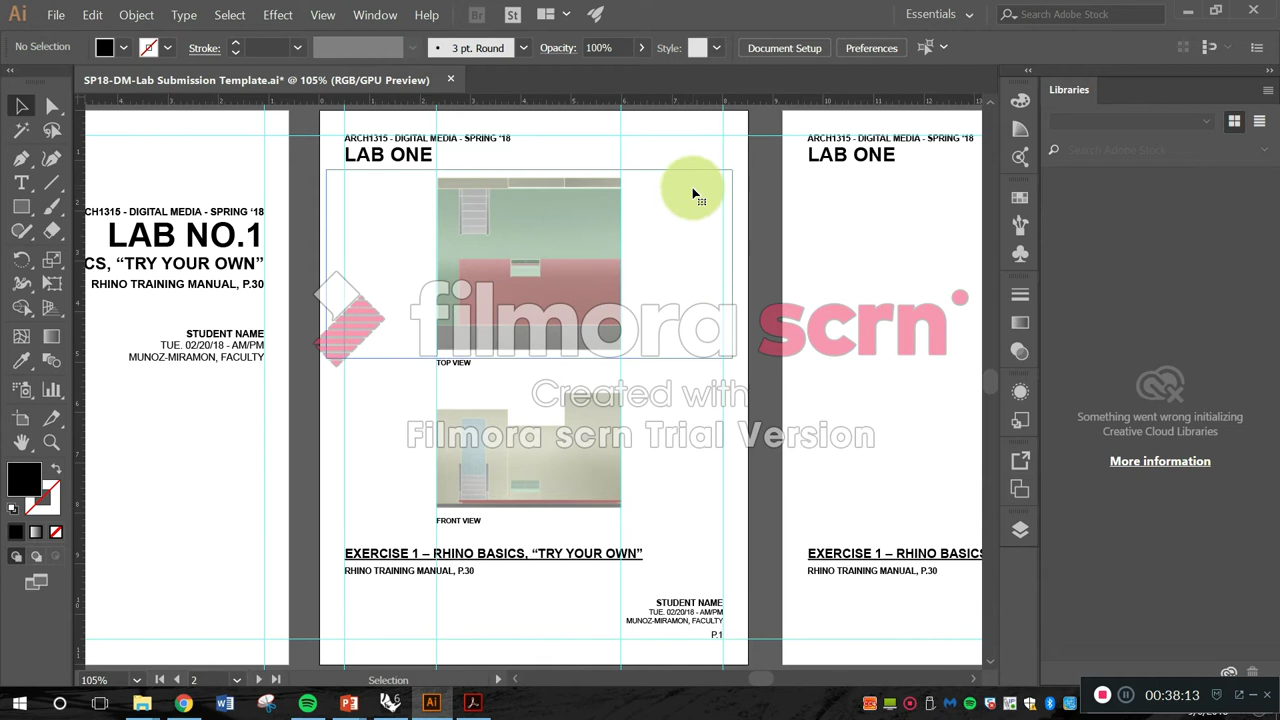 Ai File Edit Object Type Select Effect View Window Help Br St Essentials Search Adobe Stock
No Selection Stroke: 3 pt. Round Opacity: 100% Style: Document Setup Preferences
SP18-DM-Lab Submission Template.ai* @ 105% (RGB/GPU Preview)
Libraries
Search Adobe Stock
ARCH1315 - DIGITAL MEDIA - SPRING '18
LAB NO.1
CS, “TRY YOUR OWN”
RHINO TRAINING MANUAL, P.30
STUDENT NAME
TUE. 02/20/18 - AM/PM
MUNOZ-MIRAMON, FACULTY
ARCH1315 - DIGITAL MEDIA - SPRING '18
LAB ONE
TOP VIEW
FRONT VIEW
EXERCISE 1 – RHINO BASICS, “TRY YOUR OWN”
RHINO TRAINING MANUAL, P.30
STUDENT NAME
TUE. 02/20/18 - AM/PM
MUNOZ-MIRAMON, FACULTY
P.1
ARCH1315 - DIGITAL MEDIA - SPRING '18
LAB ONE
EXERCISE 1 – RHINO BASICS
RHINO TRAINING MANUAL, P.30
filmora scrn
Created with
Filmora scrn Trial Version
Something went wrong initializing
Creative Cloud Libraries
More information
105% 2 Selection
00:38:13